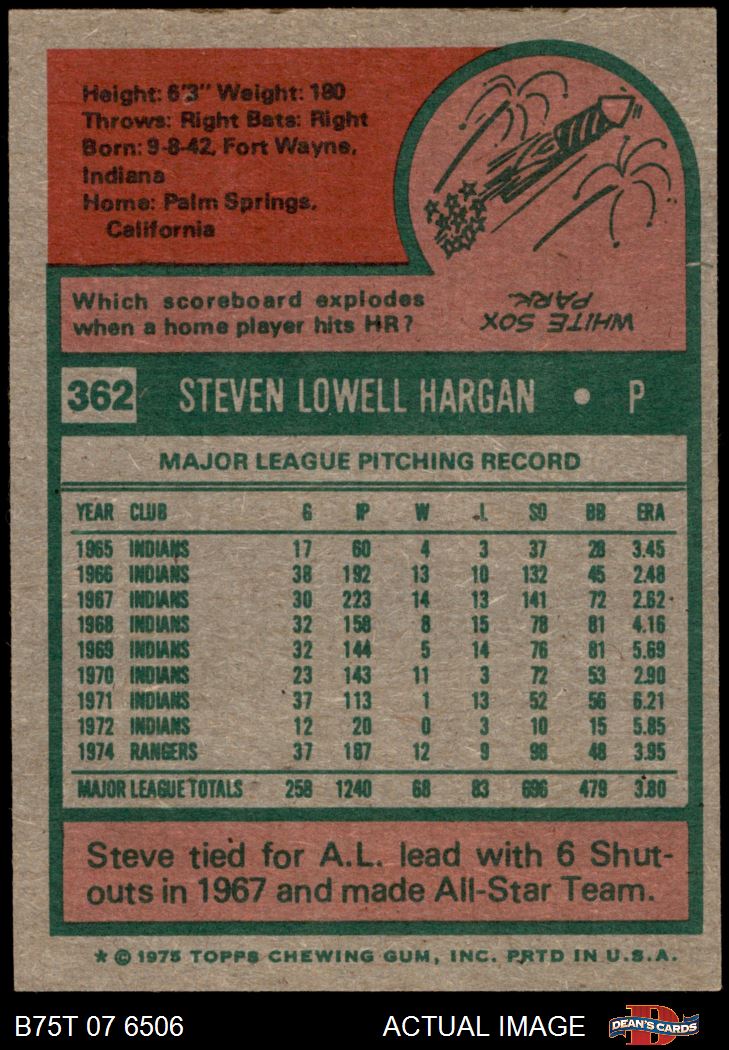 Height: 6'3" Weight: 180
Throws: Right Bats: Right
Born: 9-8-42, Fort Wayne,
Indiana
Home: Palm Springs,
California
Which scoreboard explodes
when a home player hits HR?
WHITE SOX
PARK.
362 STEVEN LOWELL HARGAN • P
MAJOR LEAGUE PITCHING RECORD
YEAR CLUB G IP W L SO BB ERA
1965 INDIANS 17 60 4 3 37 28 3.45
1966 INDIANS 38 192 13 10 132 45 2.48
1967 INDIANS 30 223 14 13 141 72 2.62
1968 INDIANS 32 158 8 15 78 81 4.16
1969 INDIANS 32 144 5 14 76 81 5.69
1970 INDIANS 23 143 11 3 72 53 2.90
1971 INDIANS 37 113 1 13 52 56 6.21
1972 INDIANS 12 20 0 3 10 15 5.85
1974 RANGERS 37 187 12 9 98 48 3.95
MAJOR LEAGUE TOTALS 258 1240 68 83 696 479 3.80
Steve tied for A.L. lead with 6 Shut-
outs in 1967 and made All-Star Team.
* © 1975 TOPPS CHEWING GUM, INC. PRTD IN U.S.A.
B75T 07 6506 ACTUAL IMAGE DEAN'S CARDS